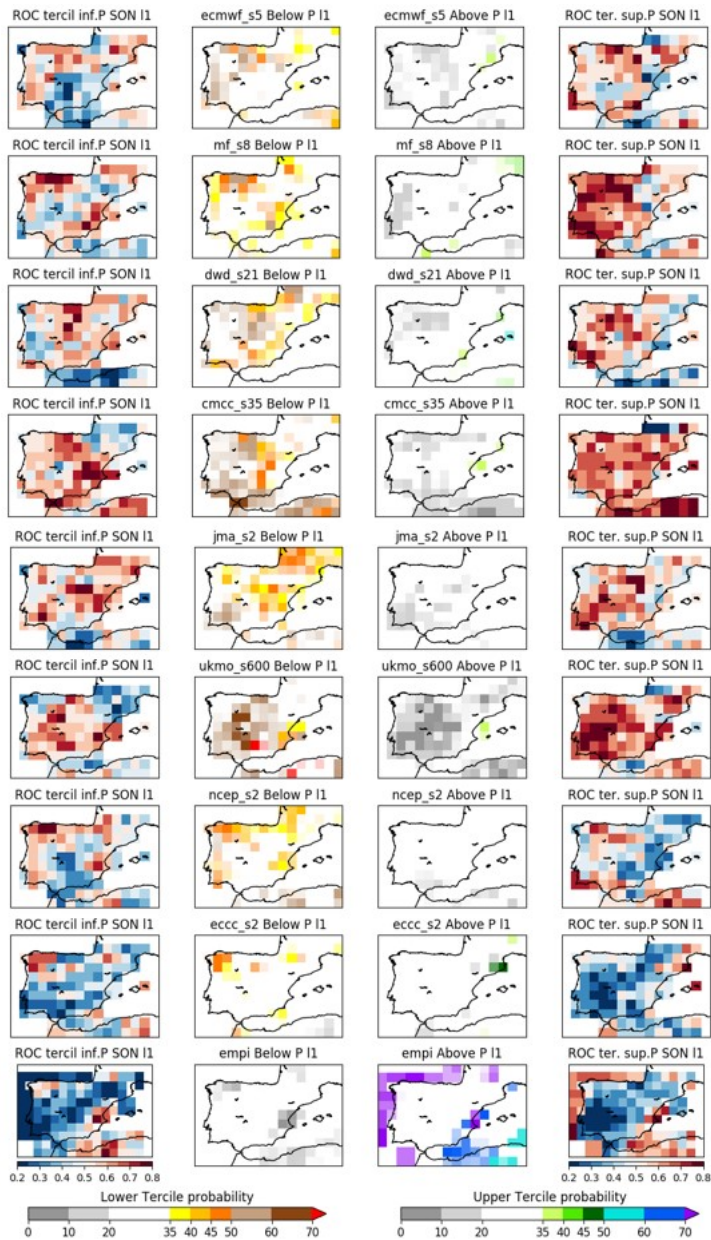 ROC tercil inf.P SON l1 ecmwf_s5 Below P l1 ecmwf_s5 Above P l1 ROC ter. sup.P SON l1
ROC tercil inf.P SON l1 mf_s8 Below P l1 mf_s8 Above P l1 ROC ter. sup.P SON l1
ROC tercil inf.P SON l1 dwd_s21 Below P l1 dwd_s21 Above P l1 ROC ter. sup.P SON l1
ROC tercil inf.P SON l1 cmcc_s35 Below P l1 cmcc_s35 Above P l1 ROC ter. sup.P SON l1
ROC tercil inf.P SON l1 jma_s2 Below P l1 jma_s2 Above P l1 ROC ter. sup.P SON l1
ROC tercil inf.P SON l1 ukmo_s600 Below P l1 ukmo_s600 Above P l1 ROC ter. sup.P SON l1
ROC tercil inf.P SON l1 ncep_s2 Below P l1 ncep_s2 Above P l1 ROC ter. sup.P SON l1
ROC tercil inf.P SON l1 eccc_s2 Below P l1 eccc_s2 Above P l1 ROC ter. sup.P SON l1
ROC tercil inf.P SON l1 empi Below P l1 empi Above P l1 ROC ter. sup.P SON l1
0.2 0.3 0.4 0.5 0.6 0.7 0.8 0.2 0.3 0.4 0.5 0.6 0.7 0.8
Lower Tercile probability Upper Tercile probability
0 10 20 35 40 45 50 60 70 0 10 20 35 40 45 50 60 70